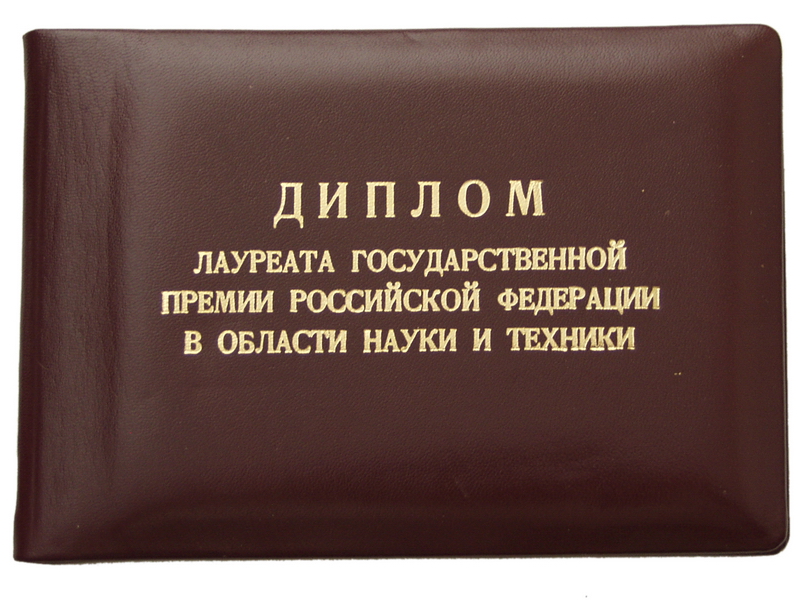 ДИПЛОМ
ЛАУРЕАТА ГОСУДАРСТВЕННОЙ
ПРЕМИИ РОССИЙСКОЙ ФЕДЕРАЦИИ
В ОБЛАСТИ НАУКИ И ТЕХНИКИ